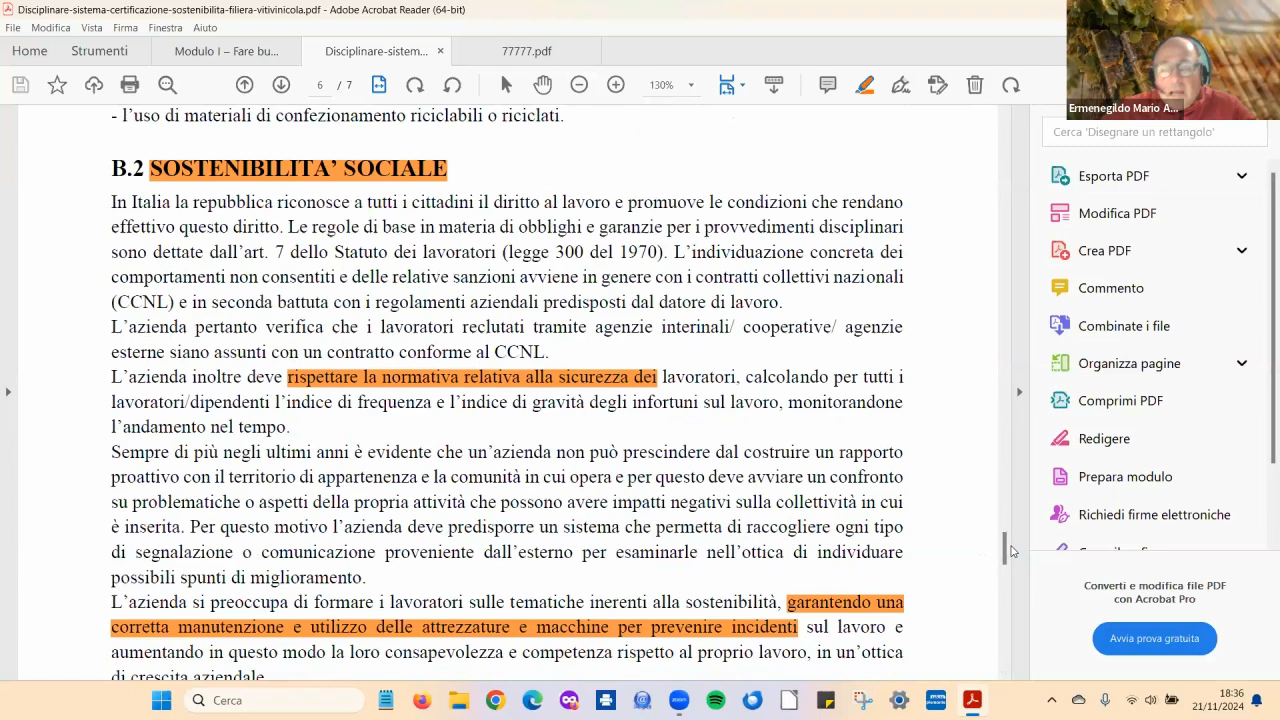 Disciplinare-sistema-certificazione-sostenibilita-filiera-vitivinicola.pdf - Adobe Acrobat Reader (64-bit)
File Modifica Vista Firma Finestra Aiuto
Home Strumenti Modulo I – Fare bu... Disciplinare-sistem... × 77777.pdf
6 / 7 130%
Ermenegildo Mario A...
- l’uso di materiali di confezionamento riciclabili o riciclati.
B.2 SOSTENIBILITA’ SOCIALE
In Italia la repubblica riconosce a tutti i cittadini il diritto al lavoro e promuove le condizioni che rendano
effettivo questo diritto. Le regole di base in materia di obblighi e garanzie per i provvedimenti disciplinari
sono dettate dall’art. 7 dello Statuto dei lavoratori (legge 300 del 1970). L’individuazione concreta dei
comportamenti non consentiti e delle relative sanzioni avviene in genere con i contratti collettivi nazionali
(CCNL) e in seconda battuta con i regolamenti aziendali predisposti dal datore di lavoro.
L’azienda pertanto verifica che i lavoratori reclutati tramite agenzie interinali/ cooperative/ agenzie
esterne siano assunti con un contratto conforme al CCNL.
L’azienda inoltre deve rispettare la normativa relativa alla sicurezza dei lavoratori, calcolando per tutti i
lavoratori/dipendenti l’indice di frequenza e l’indice di gravità degli infortuni sul lavoro, monitorandone
l’andamento nel tempo.
Sempre di più negli ultimi anni è evidente che un’azienda non può prescindere dal costruire un rapporto
proattivo con il territorio di appartenenza e la comunità in cui opera e per questo deve avviare un confronto
su problematiche o aspetti della propria attività che possono avere impatti negativi sulla collettività in cui
è inserita. Per questo motivo l’azienda deve predisporre un sistema che permetta di raccogliere ogni tipo
di segnalazione o comunicazione proveniente dall’esterno per esaminarle nell’ottica di individuare
possibili spunti di miglioramento.
L’azienda si preoccupa di formare i lavoratori sulle tematiche inerenti alla sostenibilità, garantendo una
corretta manutenzione e utilizzo delle attrezzature e macchine per prevenire incidenti sul lavoro e
aumentando in questo modo la loro consapevolezza e competenza rispetto al proprio lavoro, in un’ottica
di crescita aziendale.
Cerca 'Disegnare un rettangolo'
Esporta PDF
Modifica PDF
Crea PDF
Commento
Combinate i file
Organizza pagine
Comprimi PDF
Redigere
Prepara modulo
Richiedi firme elettroniche
Converti e modifica file PDF
con Acrobat Pro
Avvia prova gratuita
Cerca
18:36
21/11/2024